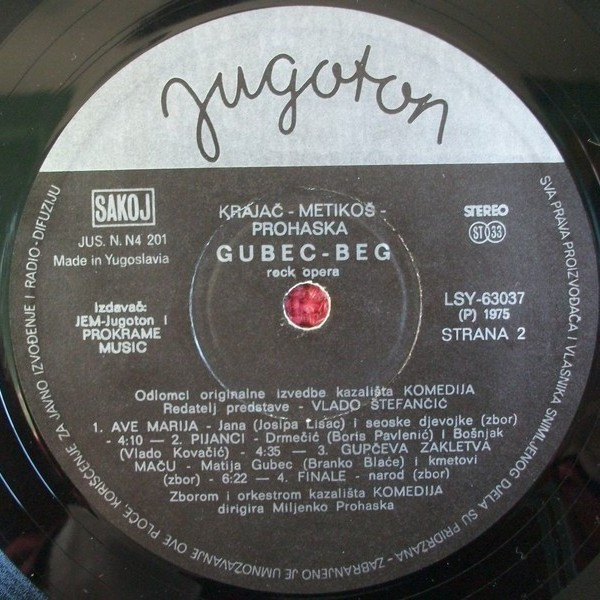 Jugoton
SAKOJ
JUS. N. N4 201
Made in Yugoslavia
KRAJAČ - METIKOŠ -
PROHASKA
GUBEC - BEG
rock opera
STEREO
ST 33
Izdavač:
JEM-Jugoton i
PROKRAME
MUSIC
LSY-63037
(P) 1975
STRANA 2
Odlomci originalne izvedbe kazališta KOMEDIJA
Redatelj predstave - VLADO ŠTEFANČIĆ
1. AVE MARIJA - Jana (Josipa Lisac) i seoske djevojke (zbor)
- 4:10 — 2. PIJANCI - Drmečić (Boris Pavlenić) i Bošnjak
(Vlado Kovačić) - 4:35 — 3. GUPČEVA ZAKLETVA
MAČU - Matija Gubec (Branko Blaće) i kmetovi
(zbor) - 6:22 — 4. FINALE - narod (zbor)
Zborom i orkestrom kazališta KOMEDIJA
dirigira Miljenko Prohaska
SVA PRAVA PROIZVOĐAČA I VLASNIKA SNIMLJENOG DJELA SU PRIDRŽANA - ZABRANJENO JE UMNOŽAVANJE OVE PLOČE, KORIŠĆENJE ZA JAVNO IZVOĐENJE I RADIO - DIFUZIJU